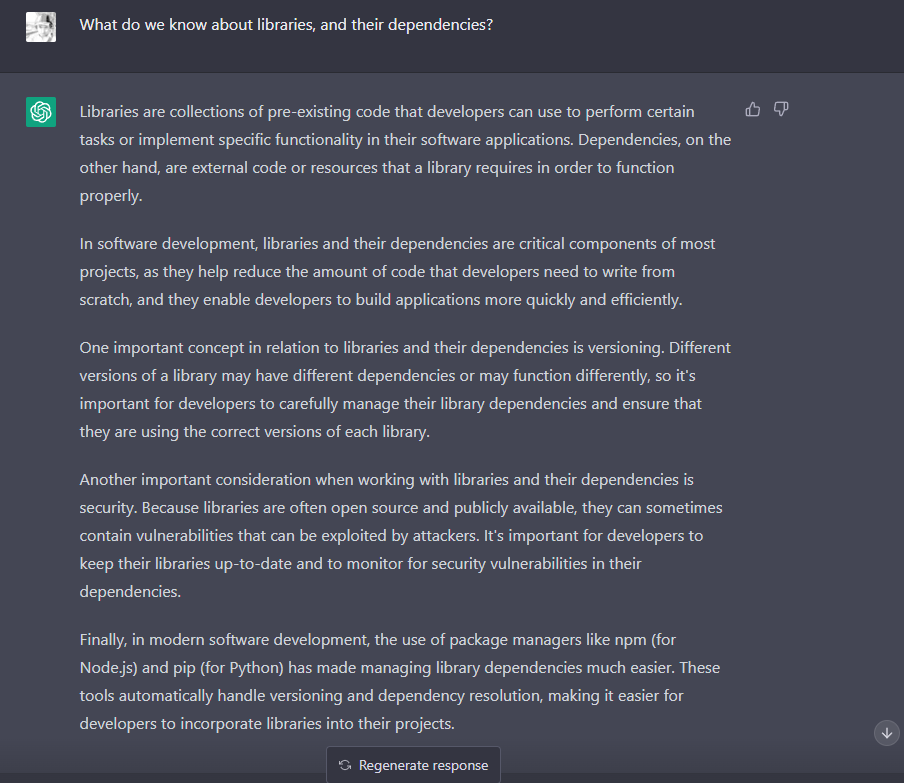 What do we know about libraries, and their dependencies?
Libraries are collections of pre-existing code that developers can use to perform certain
tasks or implement specific functionality in their software applications. Dependencies, on the
other hand, are external code or resources that a library requires in order to function
properly.
In software development, libraries and their dependencies are critical components of most
projects, as they help reduce the amount of code that developers need to write from
scratch, and they enable developers to build applications more quickly and efficiently.
One important concept in relation to libraries and their dependencies is versioning. Different
versions of a library may have different dependencies or may function differently, so it's
important for developers to carefully manage their library dependencies and ensure that
they are using the correct versions of each library.
Another important consideration when working with libraries and their dependencies is
security. Because libraries are often open source and publicly available, they can sometimes
contain vulnerabilities that can be exploited by attackers. It's important for developers to
keep their libraries up-to-date and to monitor for security vulnerabilities in their
dependencies.
Finally, in modern software development, the use of package managers like npm (for
Node.js) and pip (for Python) has made managing library dependencies much easier. These
tools automatically handle versioning and dependency resolution, making it easier for
developers to incorporate libraries into their projects.
Regenerate response